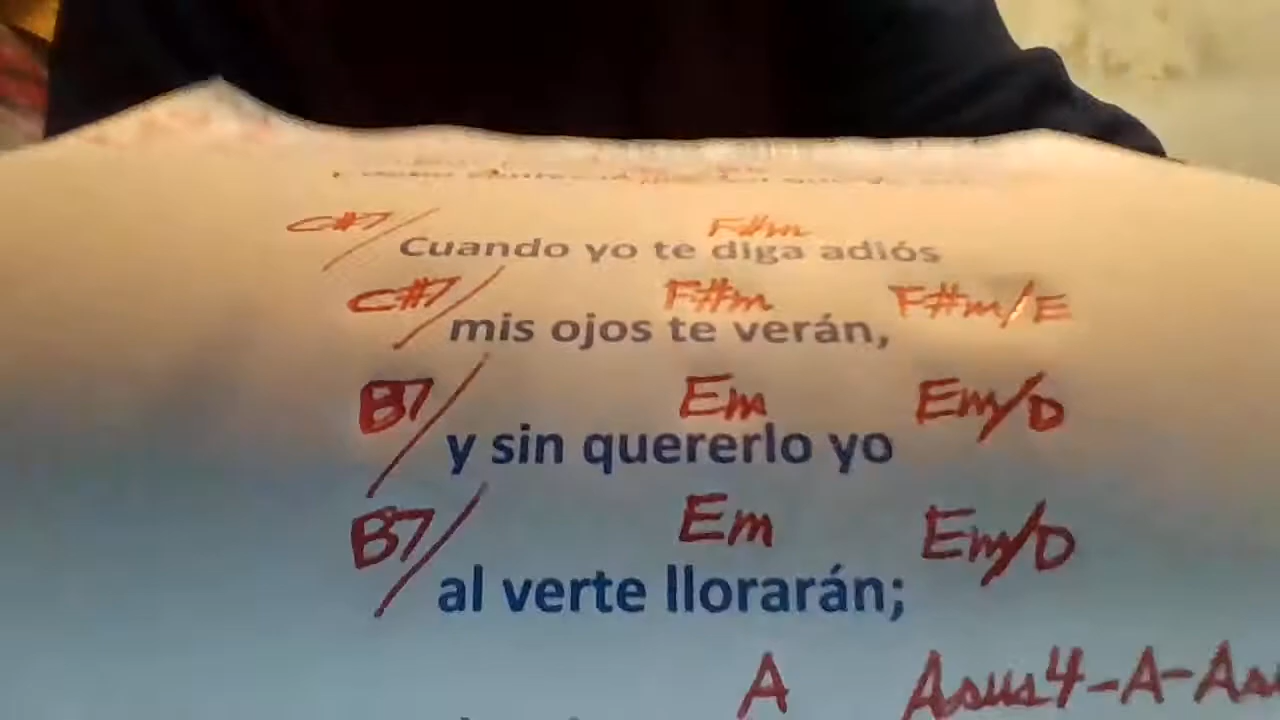 C#7/ F#m
Cuando yo te diga adiós
C#7/ F#m F#m/E
mis ojos te verán,
B7/ Em Em/D
y sin quererlo yo
B7/ Em Em/D
al verte llorarán;
A Asus4-A-